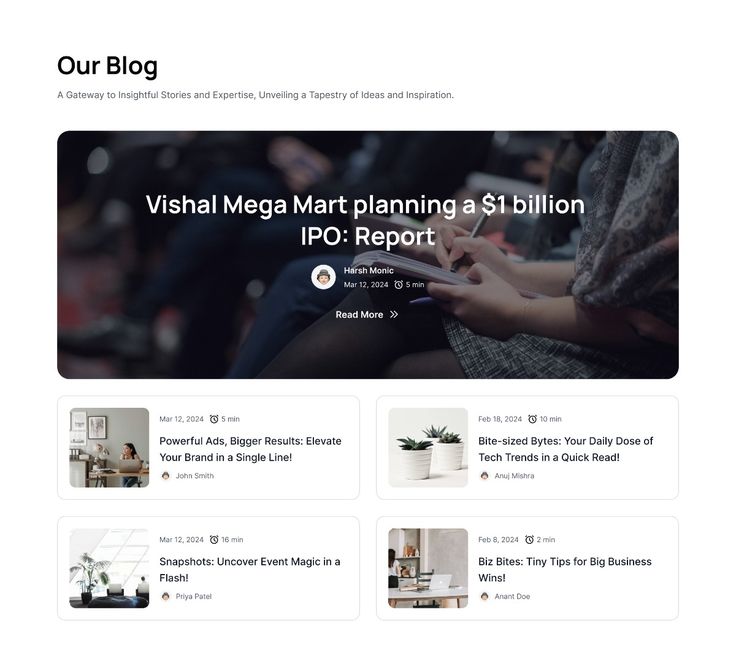 Our Blog
A Gateway to Insightful Stories and Expertise, Unveiling a Tapestry of Ideas and Inspiration.
Vishal Mega Mart planning a $1 billion
IPO: Report
Harsh Monic
Mar 12, 2024 5 min
Read More
Mar 12, 2024 5 min
Powerful Ads, Bigger Results: Elevate
Your Brand in a Single Line!
John Smith
Feb 18, 2024 10 min
Bite-sized Bytes: Your Daily Dose of
Tech Trends in a Quick Read!
Anuj Mishra
Mar 12, 2024 16 min
Snapshots: Uncover Event Magic in a
Flash!
Priya Patel
Feb 8, 2024 2 min
Biz Bites: Tiny Tips for Big Business
Wins!
Anant Doe